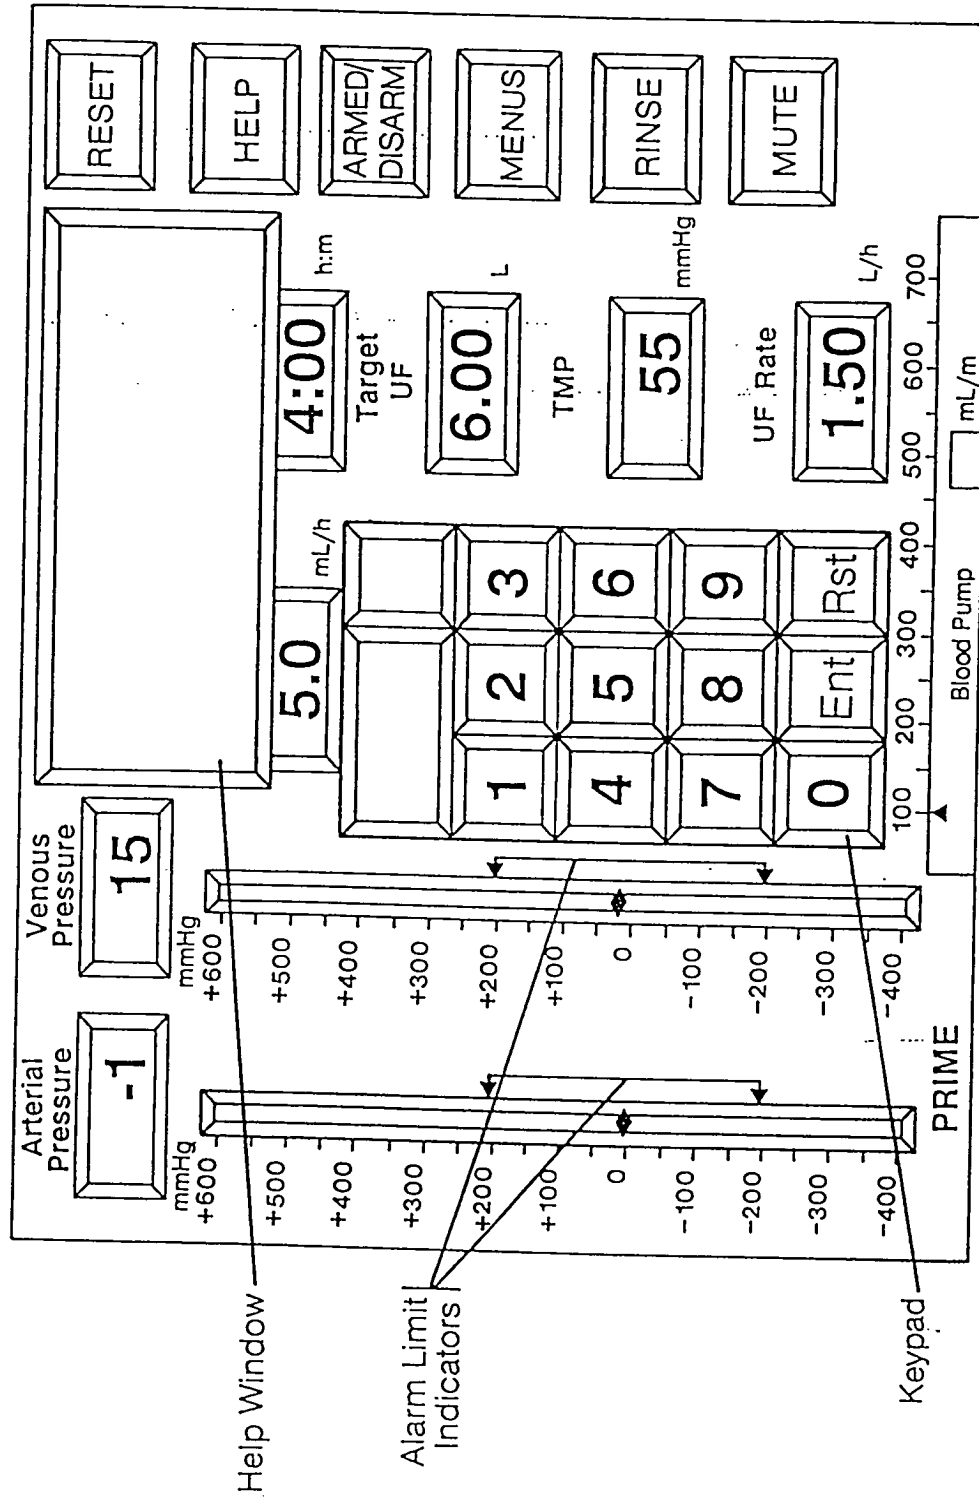 Arterial
Pressure
-1
mmHg
+600
+500
+400
+300
+200
+100
0
-100
-200
-300
-400
Venous
Pressure
15
mmHg
+600
+500
+400
+300
+200
+100
0
-100
-200
-300
-400
PRIME
5.0
mL/h
4:00
h:m
1 2 3
4 5 6
7 8 9
0 Ent Rst
Target
UF
6.00
L
TMP
55
mmHg
UF Rate
1.50
L/h
100 200 300 400 500 600 700
Blood Pump
mL/m
RESET
HELP
ARMED/
DISARM
MENUS
RINSE
MUTE
Help Window
Alarm Limit
Indicators
Keypad